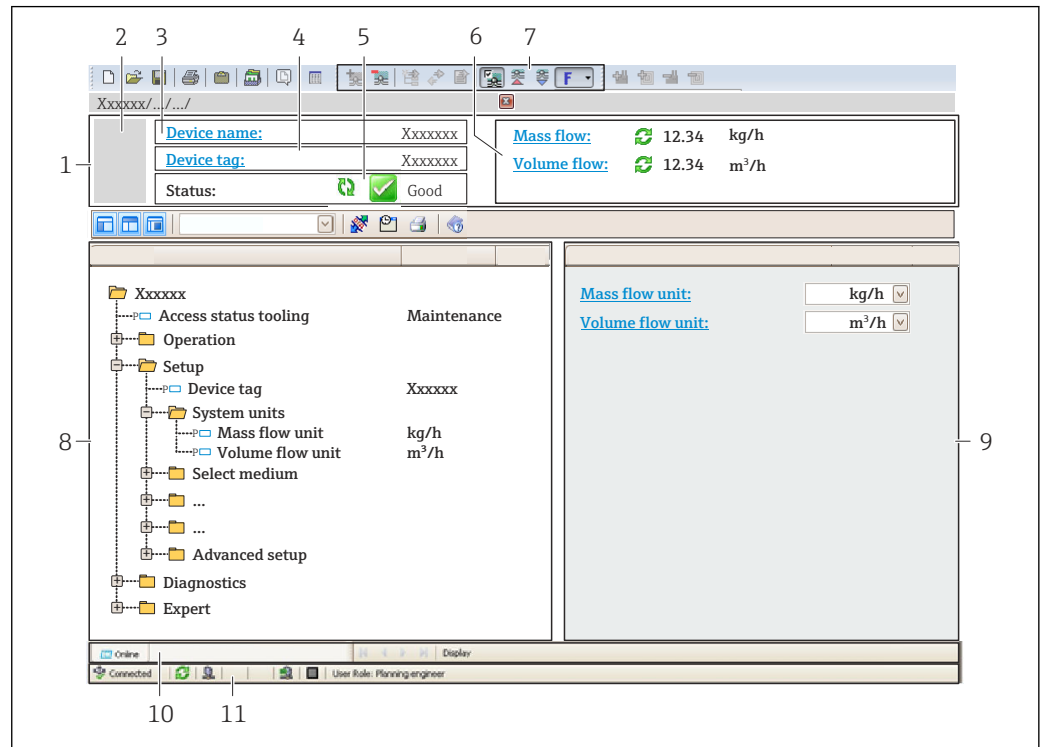 2 3 4 5 6 7
F
Xxxxxx/.../.../
1
Device name: Xxxxxxx
Device tag: Xxxxxxx
Status: Good
Mass flow: 12.34 kg/h
Volume flow: 12.34 m³/h
Xxxxxx
P Access status tooling Maintenance
Operation
Setup
P Device tag Xxxxxx
System units
P Mass flow unit kg/h
P Volume flow unit m³/h
Select medium
...
...
Advanced setup
Diagnostics
Expert
8
Mass flow unit: kg/h
Volume flow unit: m³/h
9
Online Display
Connected User Role: Planning engineer
10 11